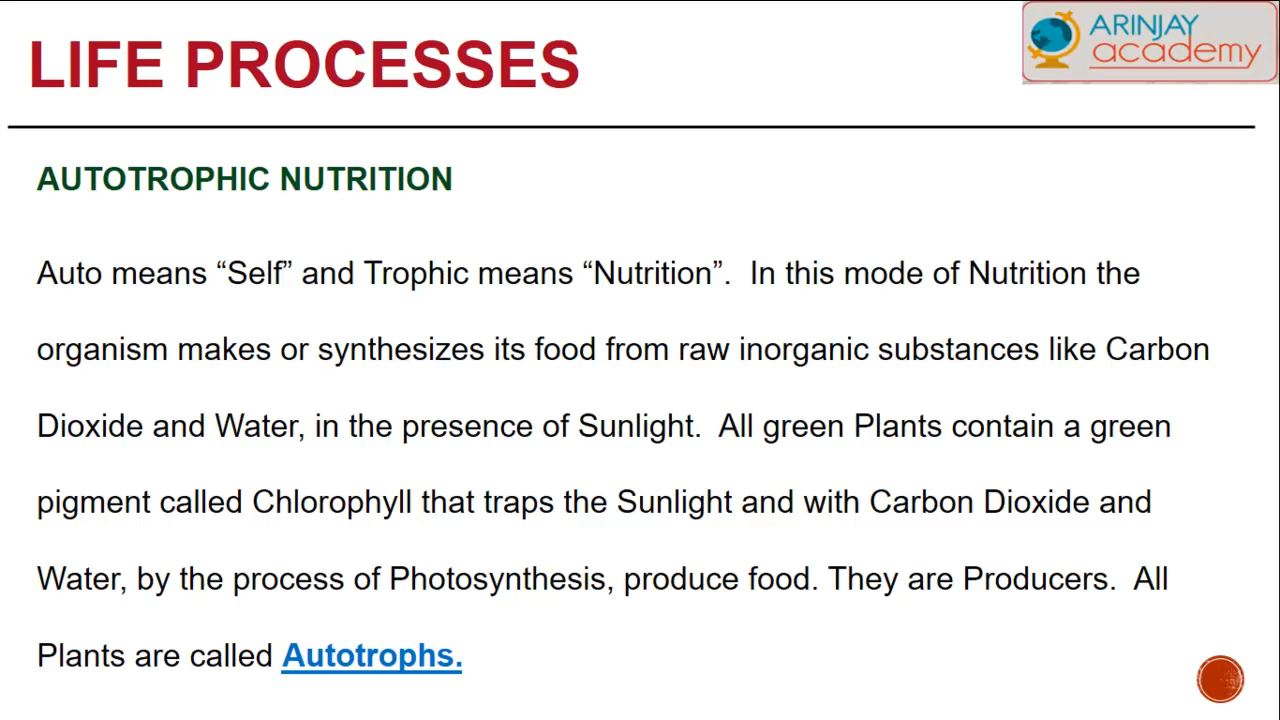 LIFE PROCESSES
ARINJAY
academy
AUTOTROPHIC NUTRITION
Auto means “Self” and Trophic means “Nutrition”.  In this mode of Nutrition the
organism makes or synthesizes its food from raw inorganic substances like Carbon
Dioxide and Water, in the presence of Sunlight.  All green Plants contain a green
pigment called Chlorophyll that traps the Sunlight and with Carbon Dioxide and
Water, by the process of Photosynthesis, produce food. They are Producers.  All
Plants are called Autotrophs.